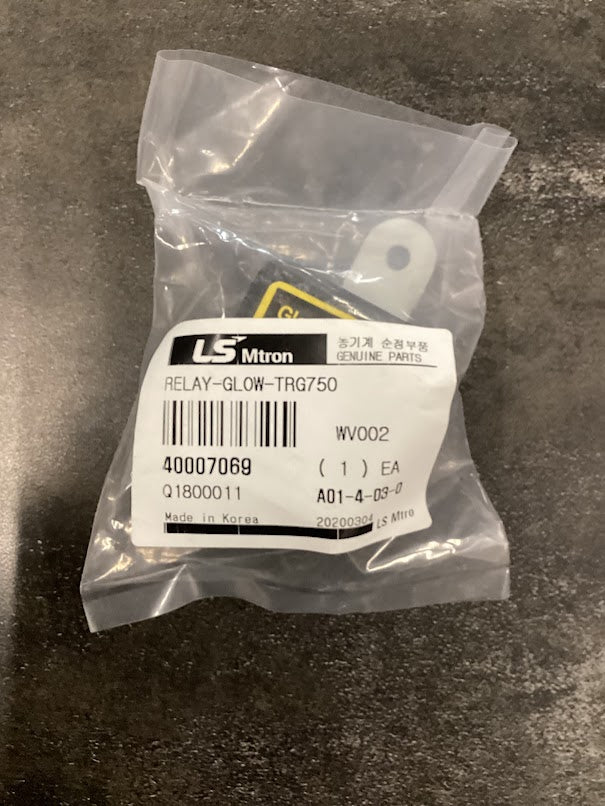 LS Mtron
농기계 순정부품
GENUINE PARTS
RELAY-GLOW-TRG750
WV002
40007069
( 1 ) EA
Q1800011
A01-4-03-0
Made in Korea
20200304
LS Mtro